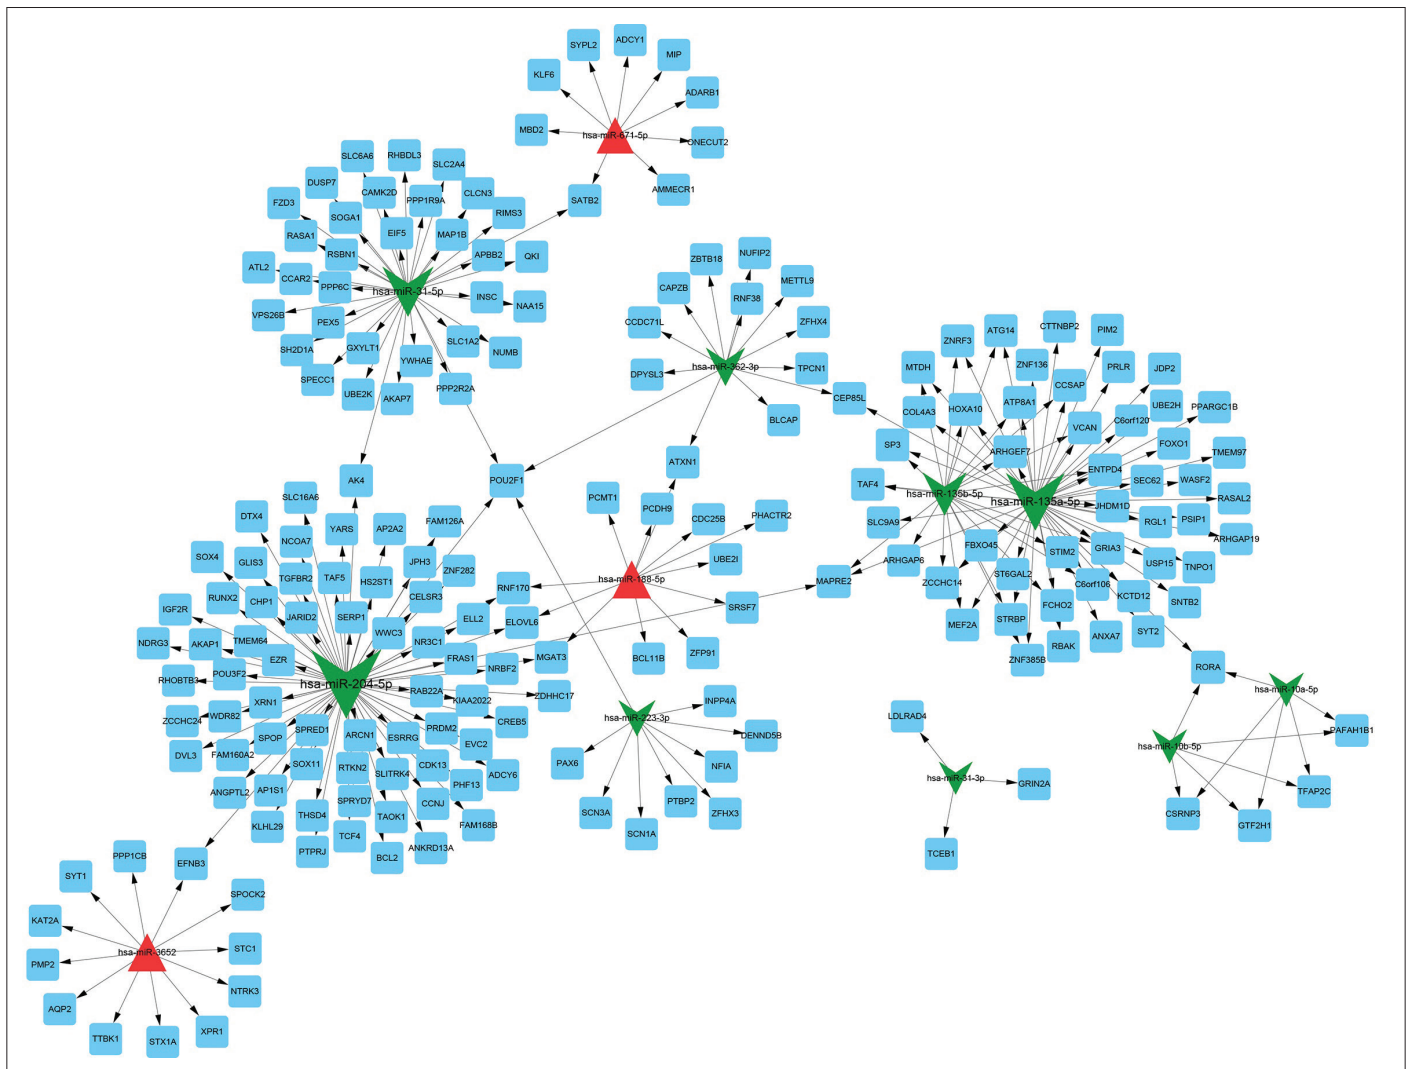 ADCY1
SYPL2
MIP
KLF6
ADARB1
MBD2
hsa-miR-671-5p
ONECUT2
AMMECR1
SATB2
SLC6A6
RHBDL3
SLC2A4
DUSP7
CAMK2D
PPP1R9A
CLCN3
FZD3
SOGA1
RIMS3
RASA1
EIF5
MAP1B
RSBN1
APBB2
QKI
ATL2
CCAR2
PPP6C
hsa-miR-31-5p
INSC
NAA15
VPS26B
PEX5
SH2D1A
GXYLT1
SLC1A2
NUMB
SPECC1
YWHAE
UBE2K
AKAP7
PPP2R2A
ZBTB18
NUFIP2
CAPZB
RNF38
METTL9
CCDC71L
ZFHX4
hsa-miR-362-3p
DPYSL3
TPCN1
CEP85L
BLCAP
ATXN1
ZNRF3
ATG14
CTTNBP2
PIM2
MTDH
ZNF136
PRLR
JDP2
CCSAP
COL4A3
HOXA10
ATP8A1
UBE2H
PPARGC1B
VCAN
C6orf120
SP3
ARHGEF7
FOXO1
TMEM97
ENTPD4
TAF4
hsa-miR-135b-5p
hsa-miR-135a-5p
SEC62
WASF2
RASAL2
JHDM1D
SLC9A9
RGL1
PSIP1
ARHGAP19
ARHGAP6
FBXO45
STIM2
GRIA3
USP15
TNPO1
MAPRE2
ZCCHC14
ST6GAL2
C6orf106
KCTD12
SNTB2
MEF2A
STRBP
FCHO2
ANXA7
SYT2
ZNF385B
RBAK
AK4
POU2F1
SLC16A6
DTX4
YARS
AP2A2
FAM126A
NCOA7
SOX4
GLIS3
TGFBR2
TAF5
HS2ST1
JPH3
ZNF282
RUNX2
CHP1
CELSR3
IGF2R
JARID2
SERP1
ELL2
RNF170
ELOVL6
NDRG3
AKAP1
TMEM64
WWC3
NR3C1
EZR
FRAS1
MGAT3
RHOBTB3
POU3F2
hsa-miR-204-5p
NRBF2
RAB22A
KIAA2022
ZDHHC17
ZCCHC24
WDR82
XRN1
CREB5
DVL3
FAM160A2
SPOP
SPRED1
ARCN1
ESRRG
PRDM2
EVC2
SOX11
CDK13
ADCY6
ANGPTL2
AP1S1
RTKN2
SLITRK4
PHF13
KLHL29
THSD4
SPRYD7
TAOK1
CCNJ
FAM168B
PTPRJ
TCF4
BCL2
ANKRD13A
PCMT1
PCDH9
CDC25B
PHACTR2
UBE2I
hsa-miR-188-5p
SRSF7
BCL11B
ZFP91
hsa-miR-223-3p
INPP4A
DENND5B
PAX6
NFIA
SCN3A
PTBP2
ZFHX3
SCN1A
LDLRAD4
hsa-miR-31-3p
GRIN2A
TCEB1
RORA
hsa-miR-10a-5p
hsa-miR-10b-5p
PAFAH1B1
TFAP2C
CSRNP3
GTF2H1
PPP1CB
EFNB3
SYT1
SPOCK2
KAT2A
hsa-miR-3652
STC1
PMP2
NTRK3
AQP2
XPR1
TTBK1
STX1A